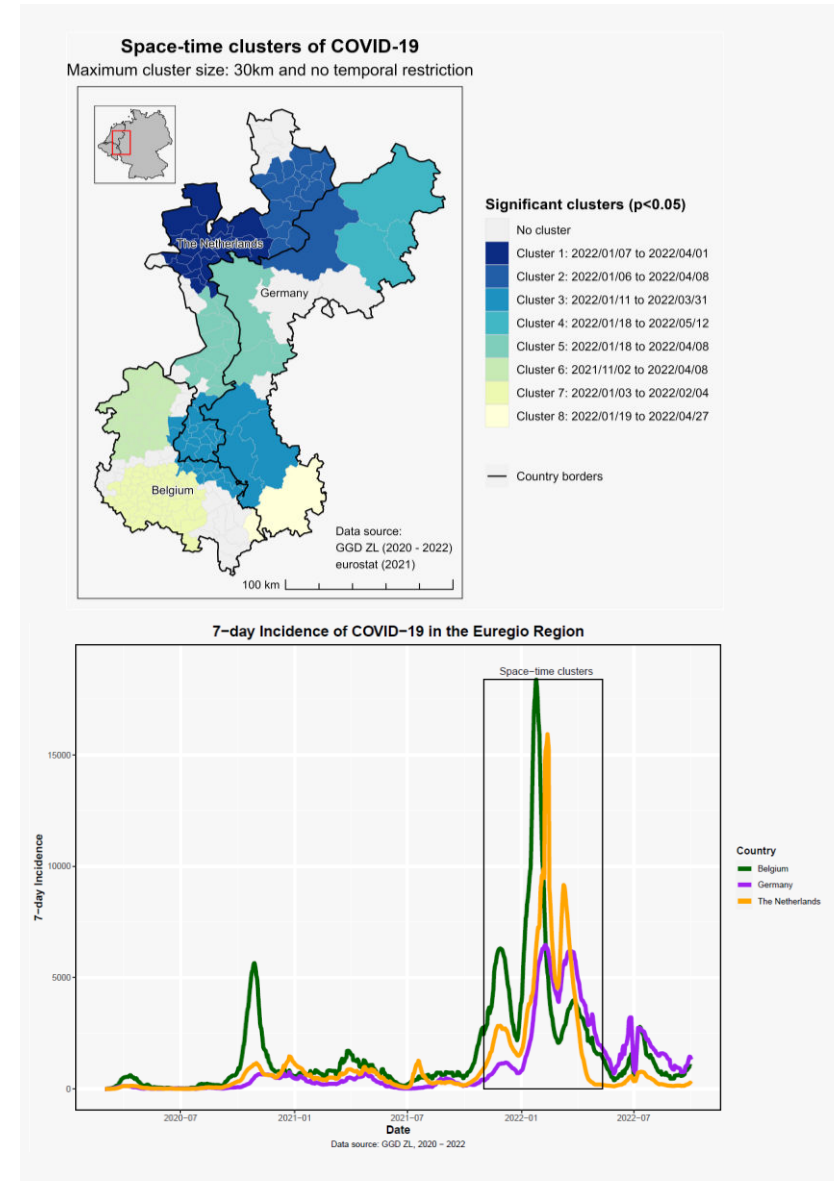 Space-time clusters of COVID-19
Maximum cluster size: 30km and no temporal restriction
The Netherlands
Germany
Belgium
Data source:
GGD ZL (2020 - 2022)
eurostat (2021)
100 km
Significant clusters (p<0.05)
No cluster
Cluster 1: 2022/01/07 to 2022/04/01
Cluster 2: 2022/01/06 to 2022/04/08
Cluster 3: 2022/01/11 to 2022/03/31
Cluster 4: 2022/01/18 to 2022/05/12
Cluster 5: 2022/01/18 to 2022/04/08
Cluster 6: 2021/11/02 to 2022/04/08
Cluster 7: 2022/01/03 to 2022/02/04
Cluster 8: 2022/01/19 to 2022/04/27
Country borders
7−day Incidence of COVID−19 in the Euregio Region
Space−time clusters
15000
10000
5000
0
7−day Incidence
2020−07
2021−01
2021−07
2022−01
2022−07
Date
Data source: GGD ZL, 2020 − 2022
Country
Belgium
Germany
The Netherlands